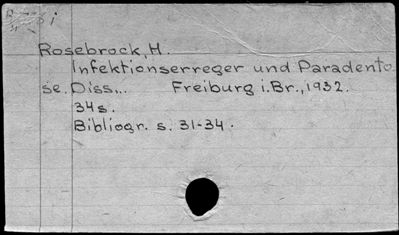 Rosebrock, H.
Infektionserreger und Paradento
se. Diss... Freiburg i. Br., 1932.
34 s.
Bibliogr. s. 31-34.